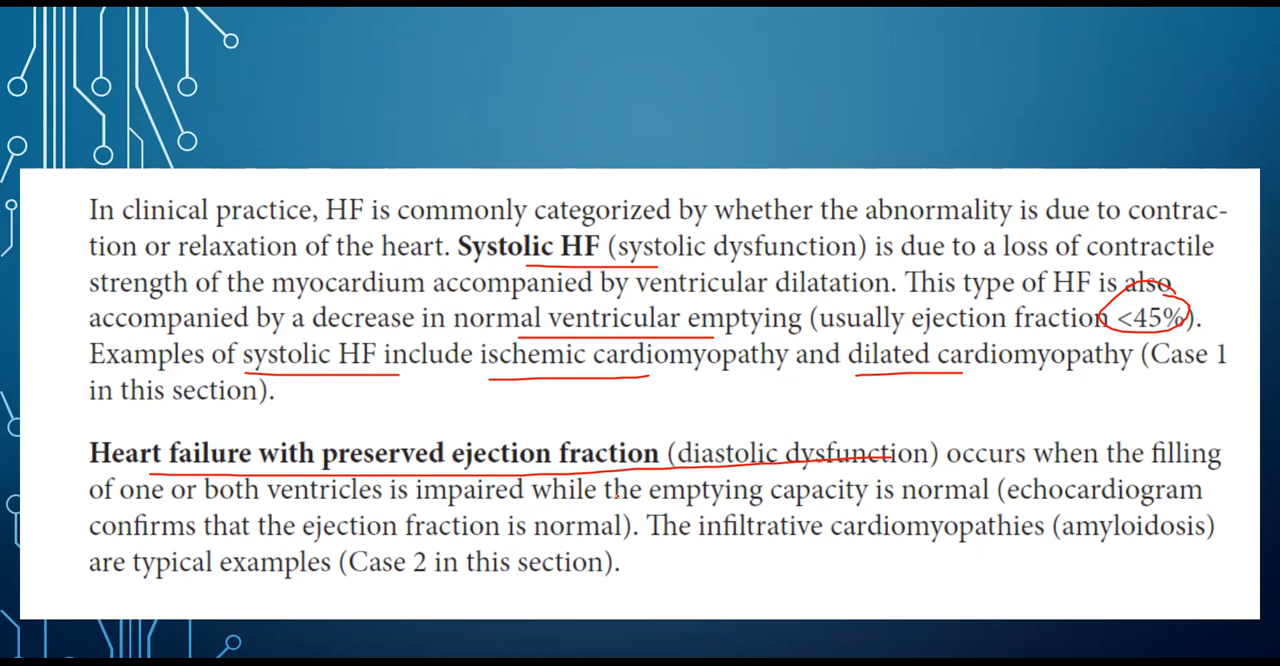 In clinical practice, HF is commonly categorized by whether the abnormality is due to contrac-
tion or relaxation of the heart. Systolic HF (systolic dysfunction) is due to a loss of contractile
strength of the myocardium accompanied by ventricular dilatation. This type of HF is also
accompanied by a decrease in normal ventricular emptying (usually ejection fraction <45%).
Examples of systolic HF include ischemic cardiomyopathy and dilated cardiomyopathy (Case 1
in this section).
Heart failure with preserved ejection fraction (diastolic dysfunction) occurs when the filling
of one or both ventricles is impaired while the emptying capacity is normal (echocardiogram
confirms that the ejection fraction is normal). The infiltrative cardiomyopathies (amyloidosis)
are typical examples (Case 2 in this section).